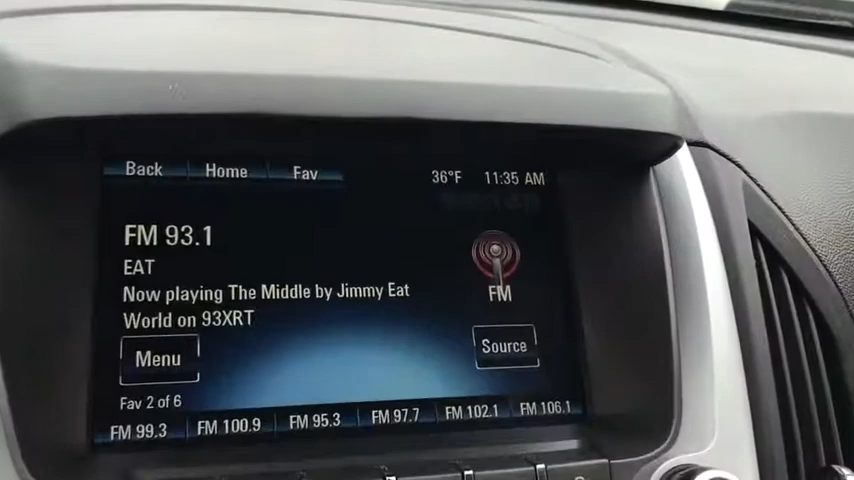 Back Home Fav 36°F 11:35 AM
FM 93.1
EAT
Now playing The Middle by Jimmy Eat
World on 93XRT
FM
Menu
Source
Fav 2 of 6
FM 99.3 FM 100.9 FM 95.3 FM 97.7 FM 102.1 FM 106.1